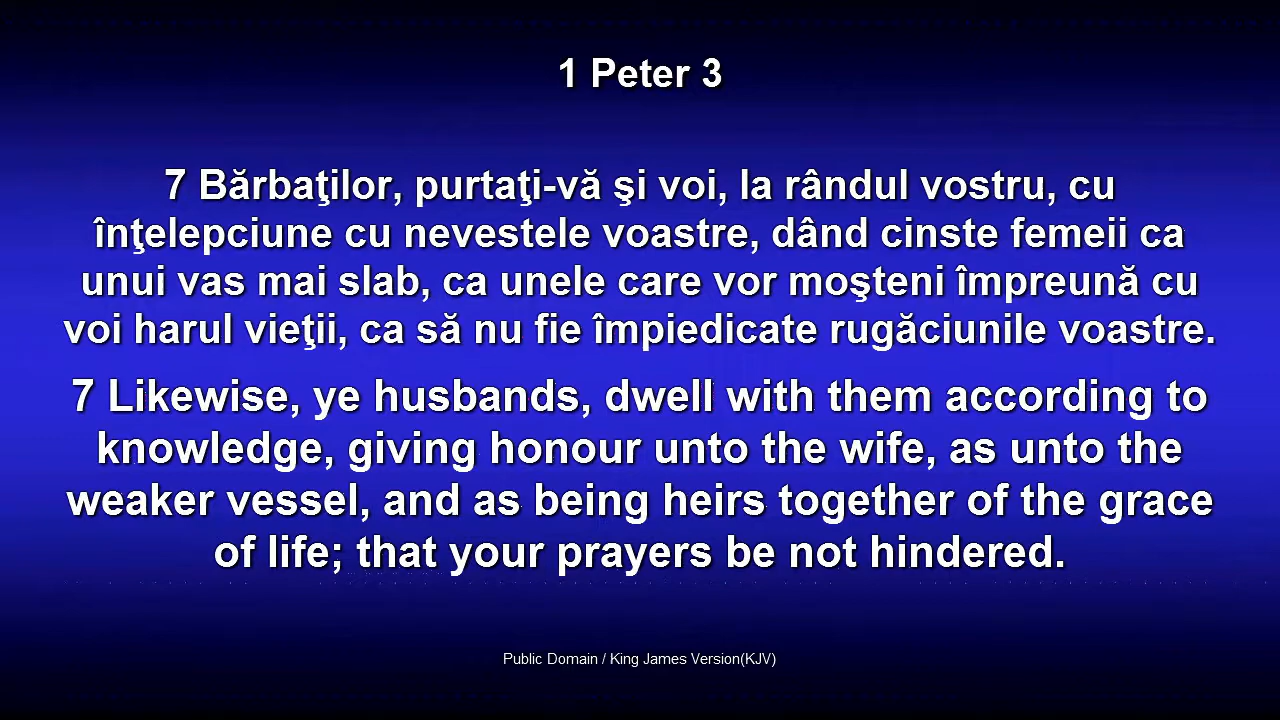 1 Peter 3
7 Bărbaţilor, purtaţi-vă şi voi, la rândul vostru, cu
înţelepciune cu nevestele voastre, dând cinste femeii ca
unui vas mai slab, ca unele care vor moşteni împreună cu
voi harul vieţii, ca să nu fie împiedicate rugăciunile voastre.
7 Likewise, ye husbands, dwell with them according to
knowledge, giving honour unto the wife, as unto the
weaker vessel, and as being heirs together of the grace
of life; that your prayers be not hindered.
Public Domain / King James Version(KJV)